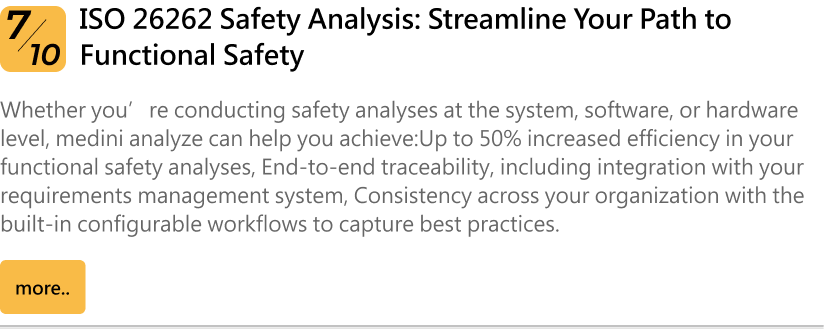 7/10
ISO 26262 Safety Analysis: Streamline Your Path to
Functional Safety
Whether you’re conducting safety analyses at the system, software, or hardware
level, medini analyze can help you achieve:Up to 50% increased efficiency in your
functional safety analyses, End-to-end traceability, including integration with your
requirements management system, Consistency across your organization with the
built-in configurable workflows to capture best practices.
more..